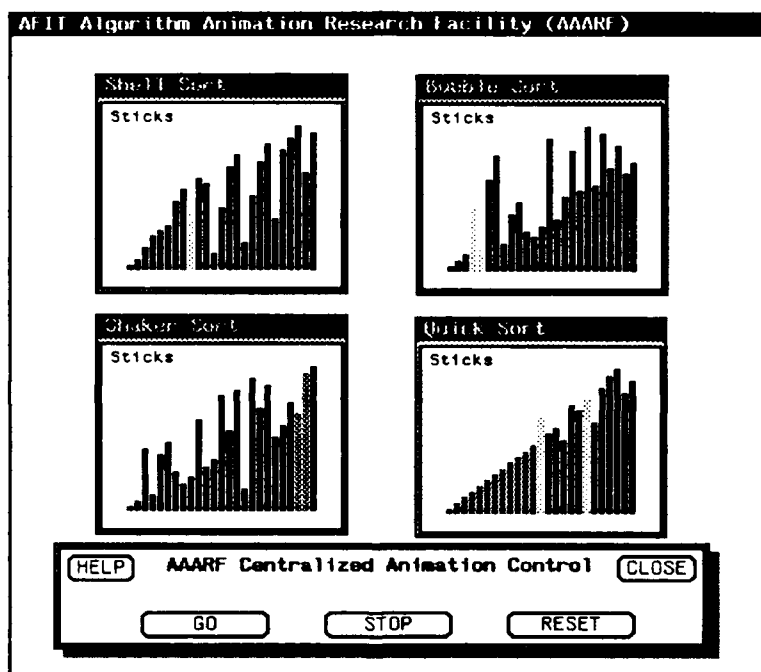 AFIT Algorithm Animation Research Facility (AAARF)
Shell Sort
Bubble Sort
Sticks
Sticks
Shaker Sort
Quick Sort
Sticks
Sticks
HELP
AAARF Centralized Animation Control
CLOSE
GO
STOP
RESET